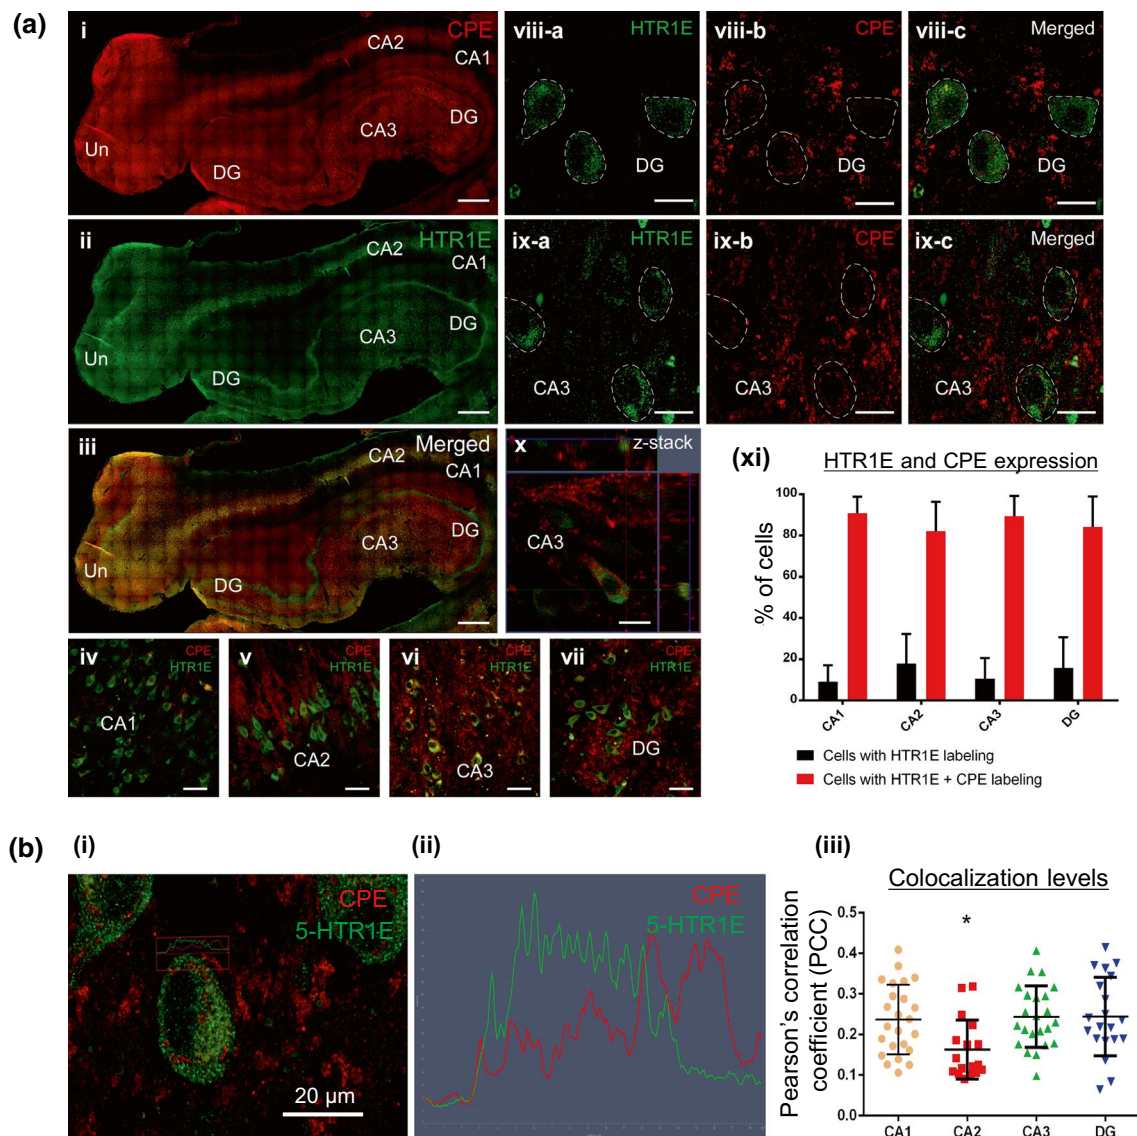 (a)
i
CPE
CA2
CA1
CA3
DG
Un
DG
viii-a
HTR1E
viii-b
CPE
DG
viii-c
Merged
DG
ii
HTR1E
CA2
CA1
DG
CA3
Un
DG
ix-a
HTR1E
CA3
ix-b
CPE
CA3
ix-c
Merged
iii
Merged
CA2
CA1
DG
CA3
Un
DG
x
z-stack
CA3
iv
CPE
HTR1E
CA1
v
CPE
HTR1E
CA2
vi
CPE
HTR1E
CA3
vii
CPE
HTR1E
DG
(xi)
HTR1E and CPE expression
% of cells
100
80
60
40
20
0
CA1
CA2
CA3
DG
Cells with HTR1E labeling
Cells with HTR1E + CPE labeling
(b)
(i)
CPE
5-HTR1E
20 µm
(ii)
CPE
5-HTR1E
(iii)
Colocalization levels
Pearson's correlation
coefficient (PCC)
0.5
0.4
0.3
0.2
0.1
0.0
*
CA1
CA2
CA3
DG